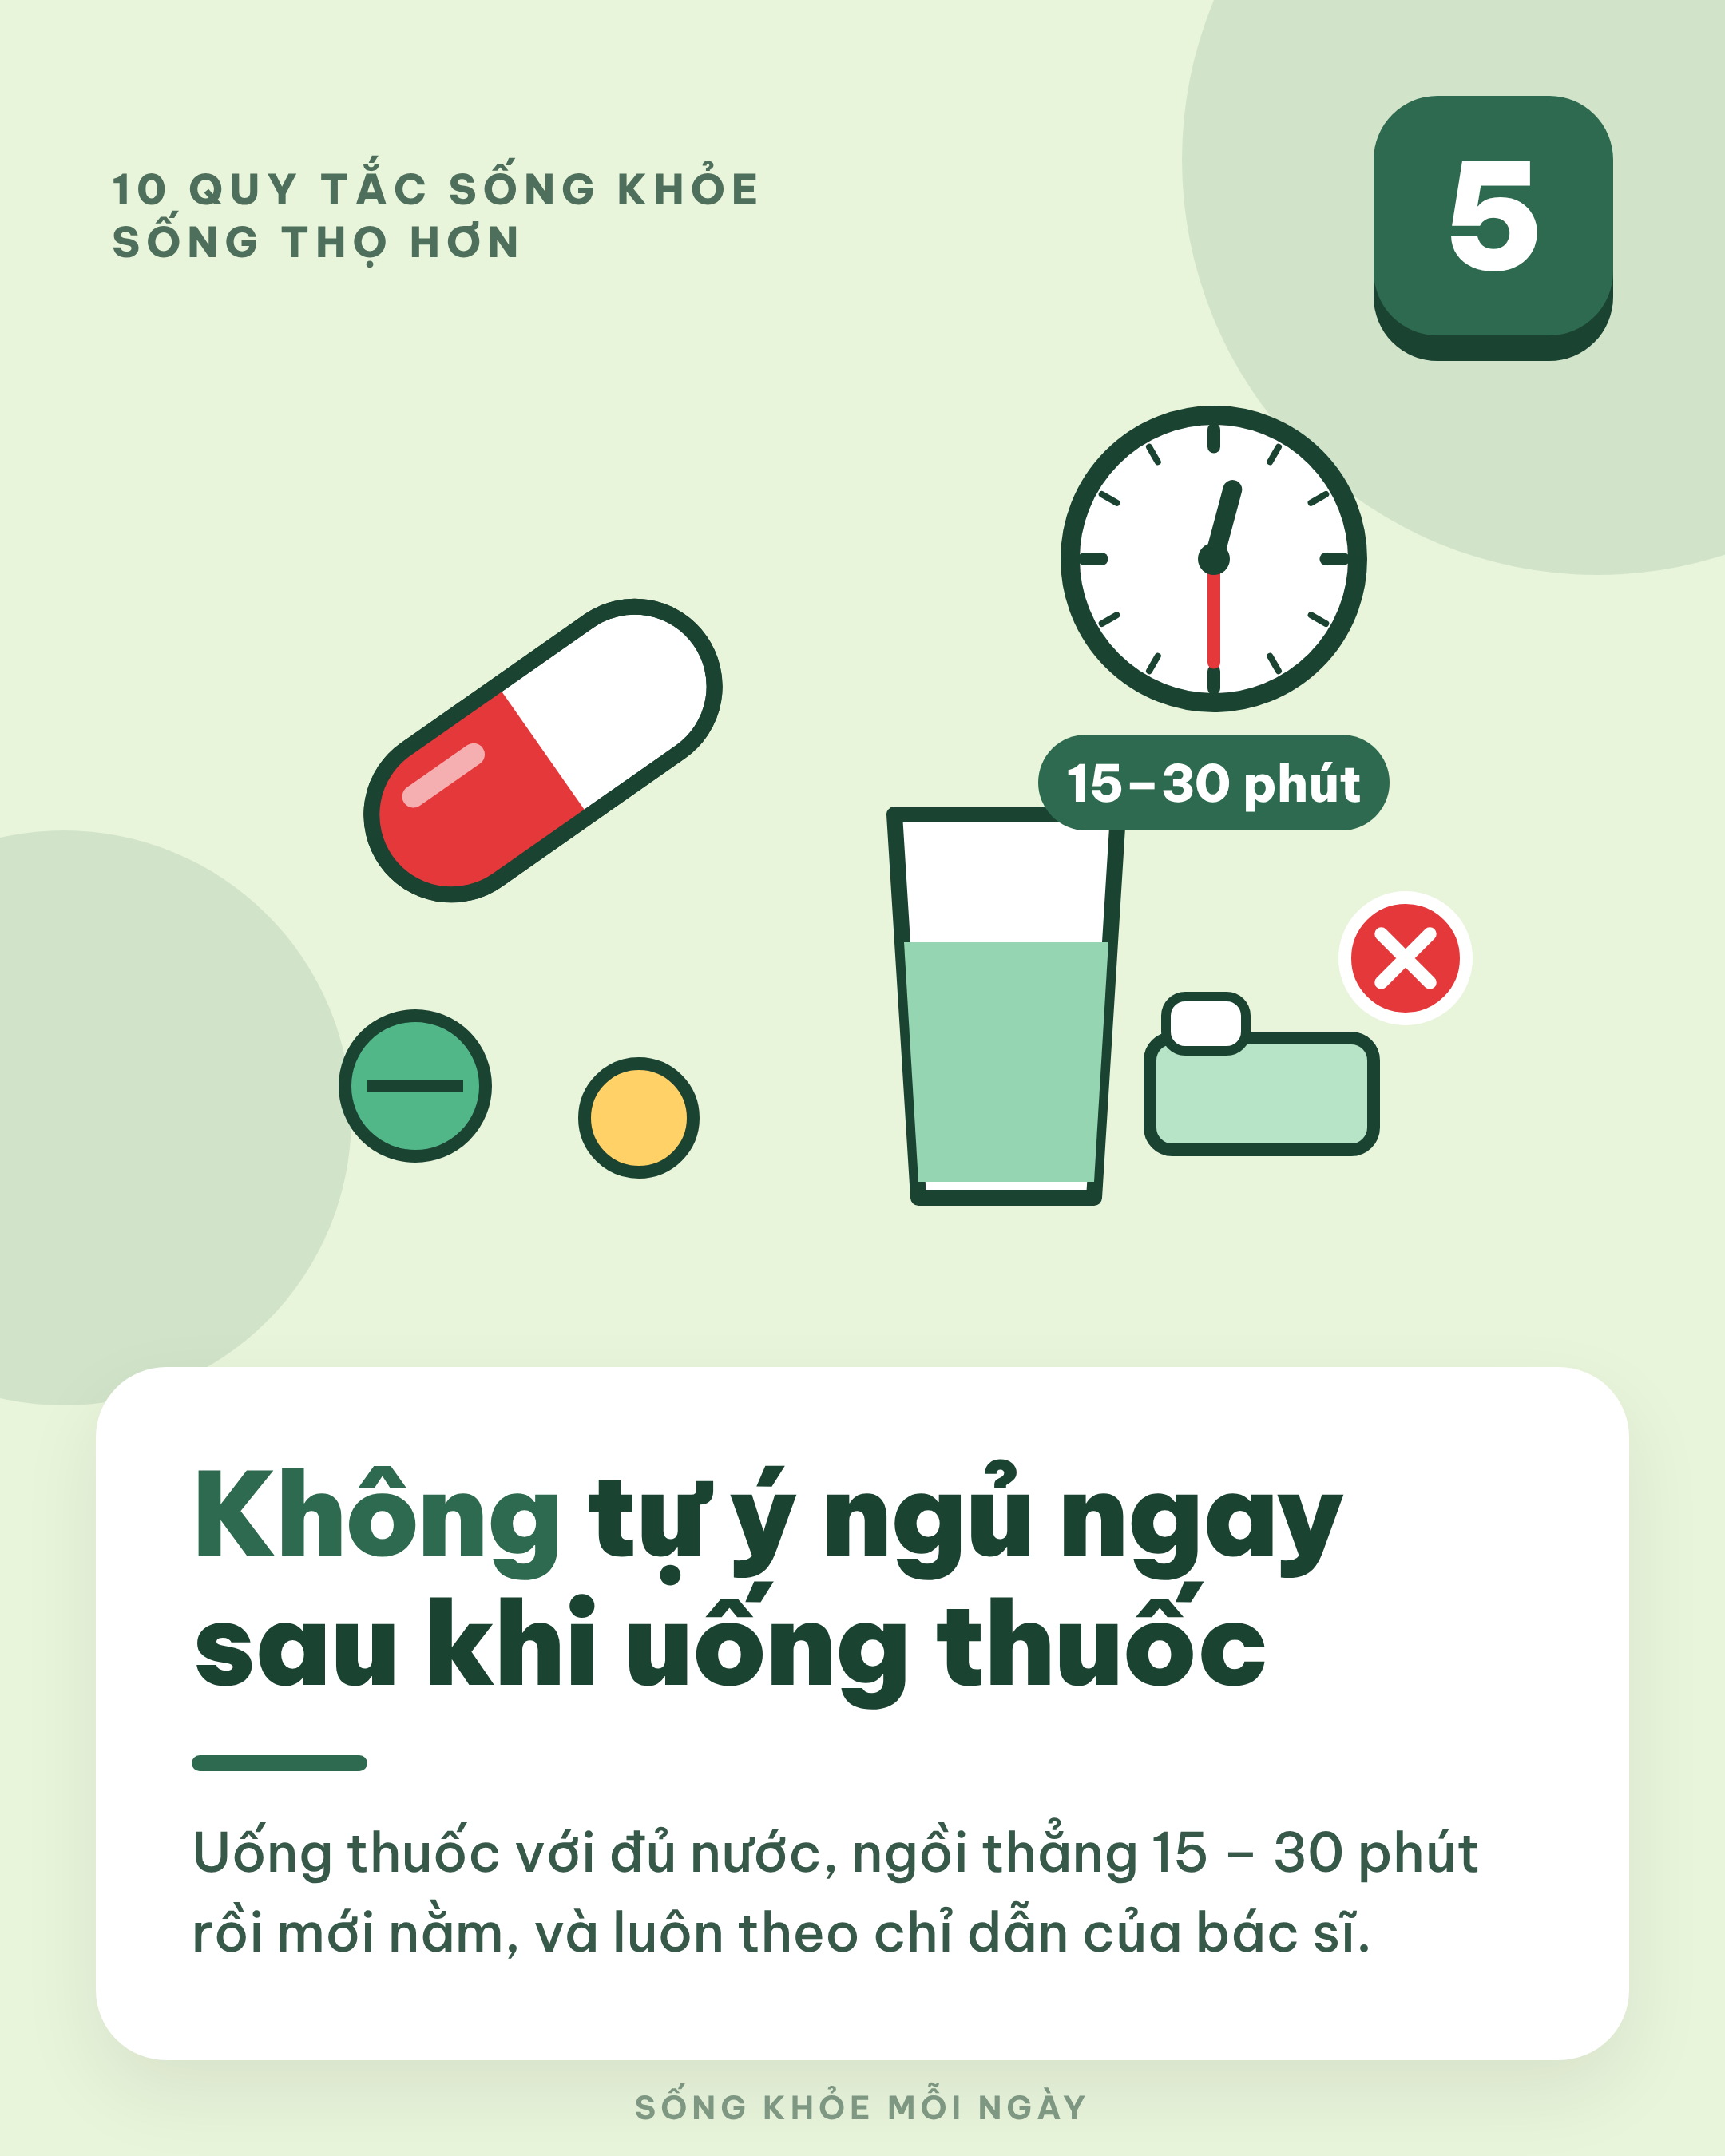 10 QUY TẮC SỐNG KHỎE
SỐNG THỌ HƠN
5
15–30 phút
Không tự ý ngủ ngay
sau khi uống thuốc
Uống thuốc với đủ nước, ngồi thẳng 15 – 30 phút
rồi mới nằm, và luôn theo chỉ dẫn của bác sĩ.
SỐNG KHỎE MỖI NGÀY